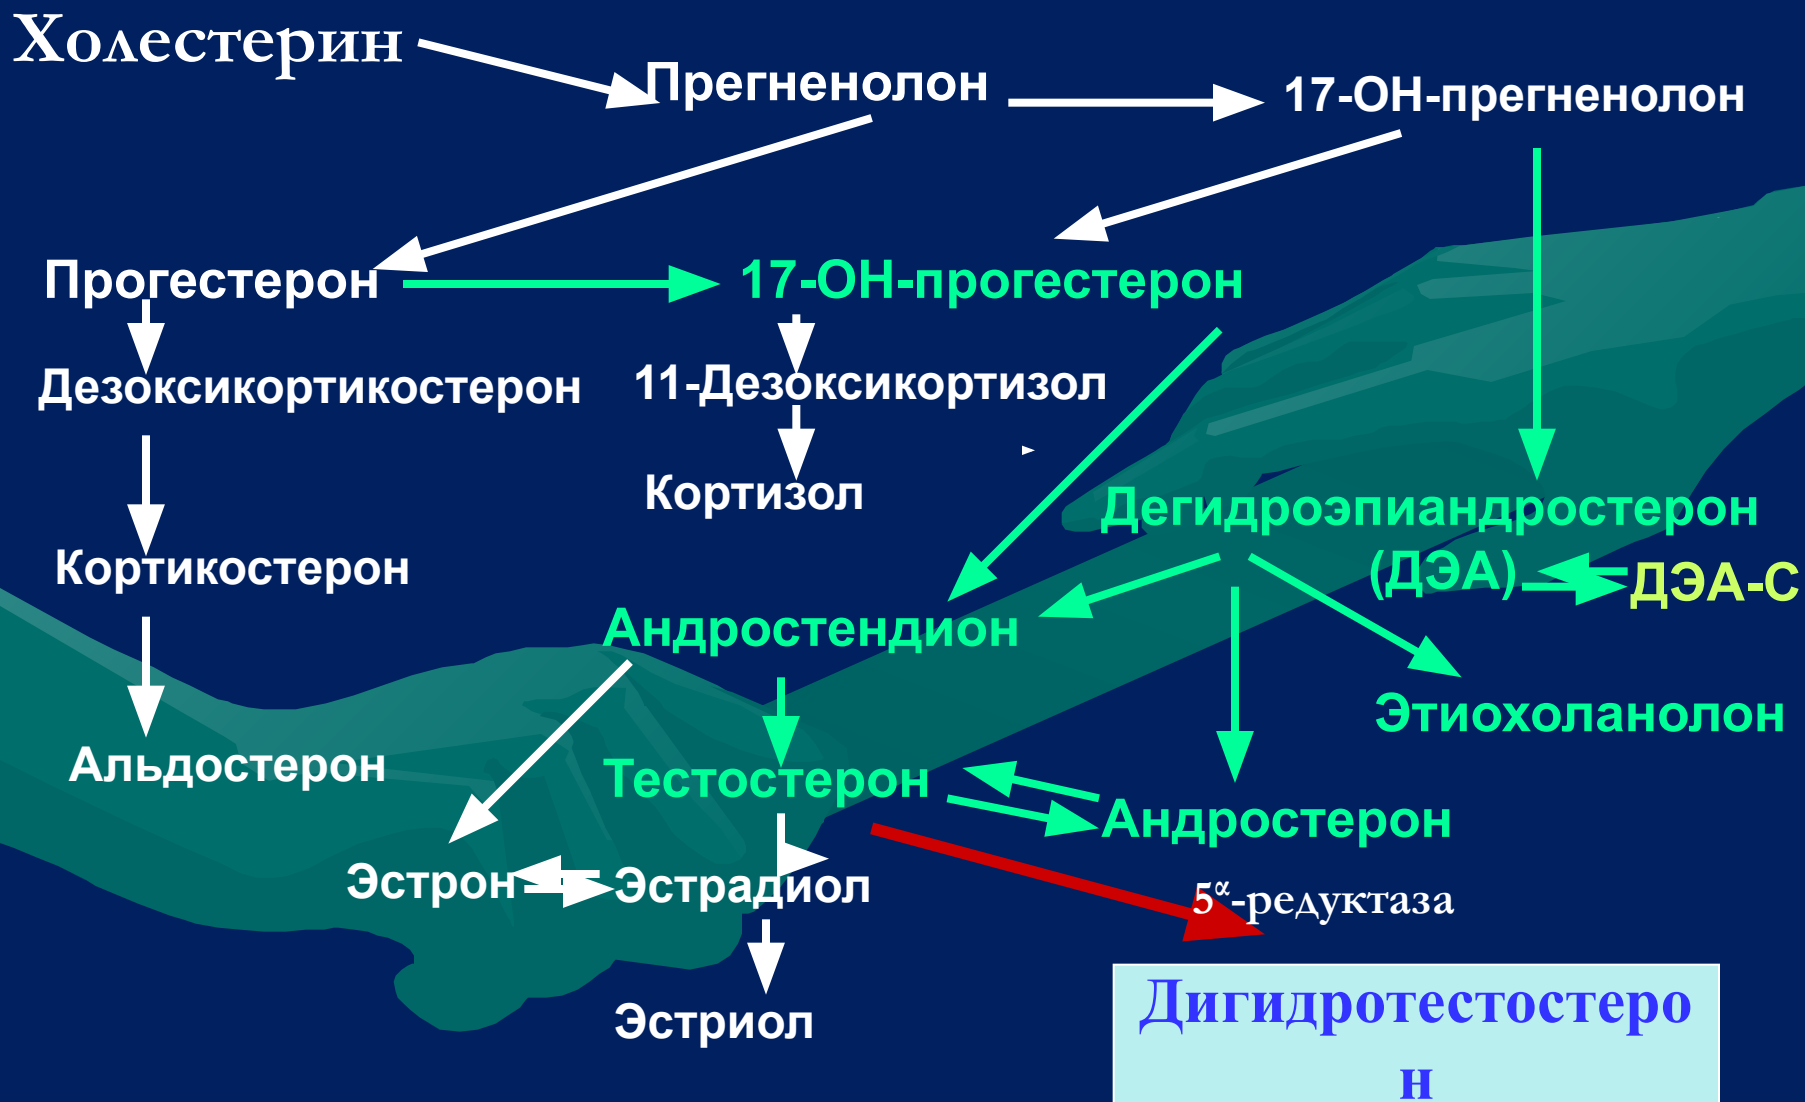 Холестерин
Прегненолон
17-ОН-прегненолон
Прогестерон
17-ОН-прогестерон
Дезоксикортикостерон
11-Дезоксикортизол
Кортизол
Дегидроэпиандростерон
(ДЭА)
ДЭА-С
Кортикостерон
Андростендион
Этиохоланолон
Альдостерон
Тестостерон
Андростерон
Эстрон
Эстрадиол
5α-редуктаза
Эстриол
Дигидротестостеро
н